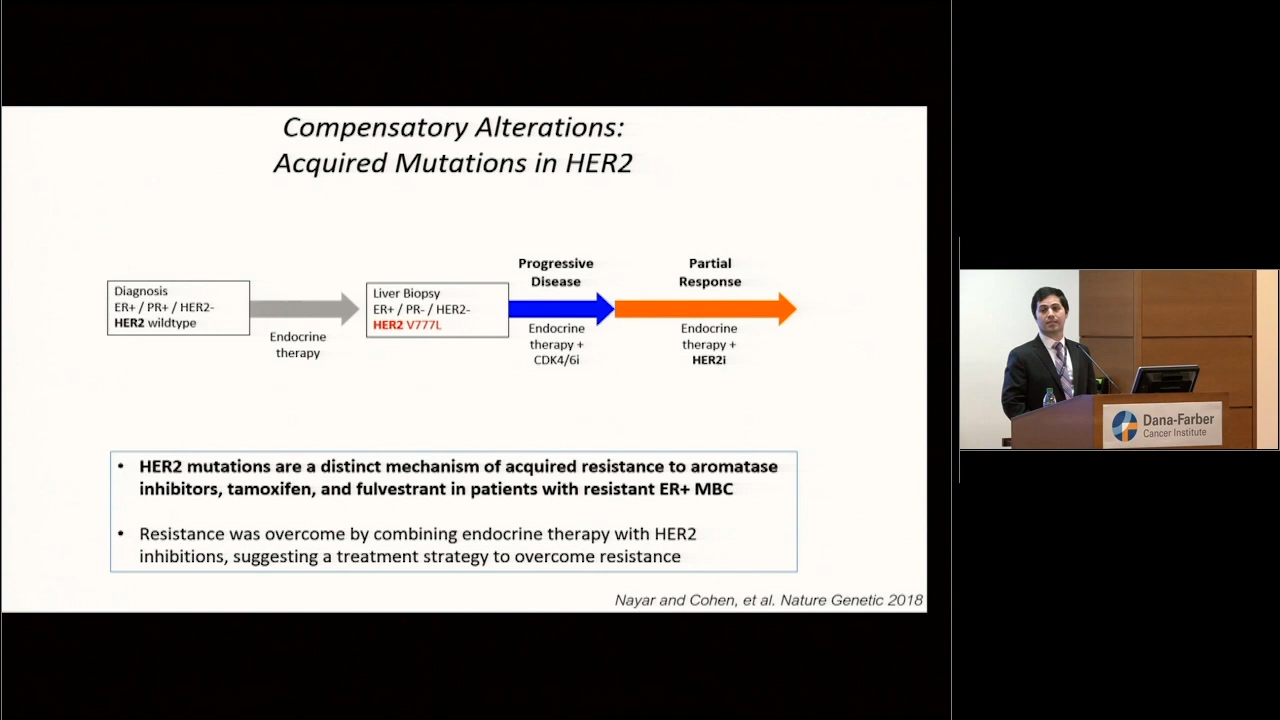 Compensatory Alterations:
Acquired Mutations in HER2
Diagnosis
ER+ / PR+ / HER2-
HER2 wildtype
Endocrine
therapy
Liver Biopsy
ER+ / PR- / HER2-
HER2 V777L
Progressive
Disease
Endocrine
therapy +
CDK4/6i
Partial
Response
Endocrine
therapy +
HER2i
• HER2 mutations are a distinct mechanism of acquired resistance to aromatase
inhibitors, tamoxifen, and fulvestrant in patients with resistant ER+ MBC
• Resistance was overcome by combining endocrine therapy with HER2
inhibitions, suggesting a treatment strategy to overcome resistance
Nayar and Cohen, et al. Nature Genetic 2018
Dana-Farber
Cancer Institute